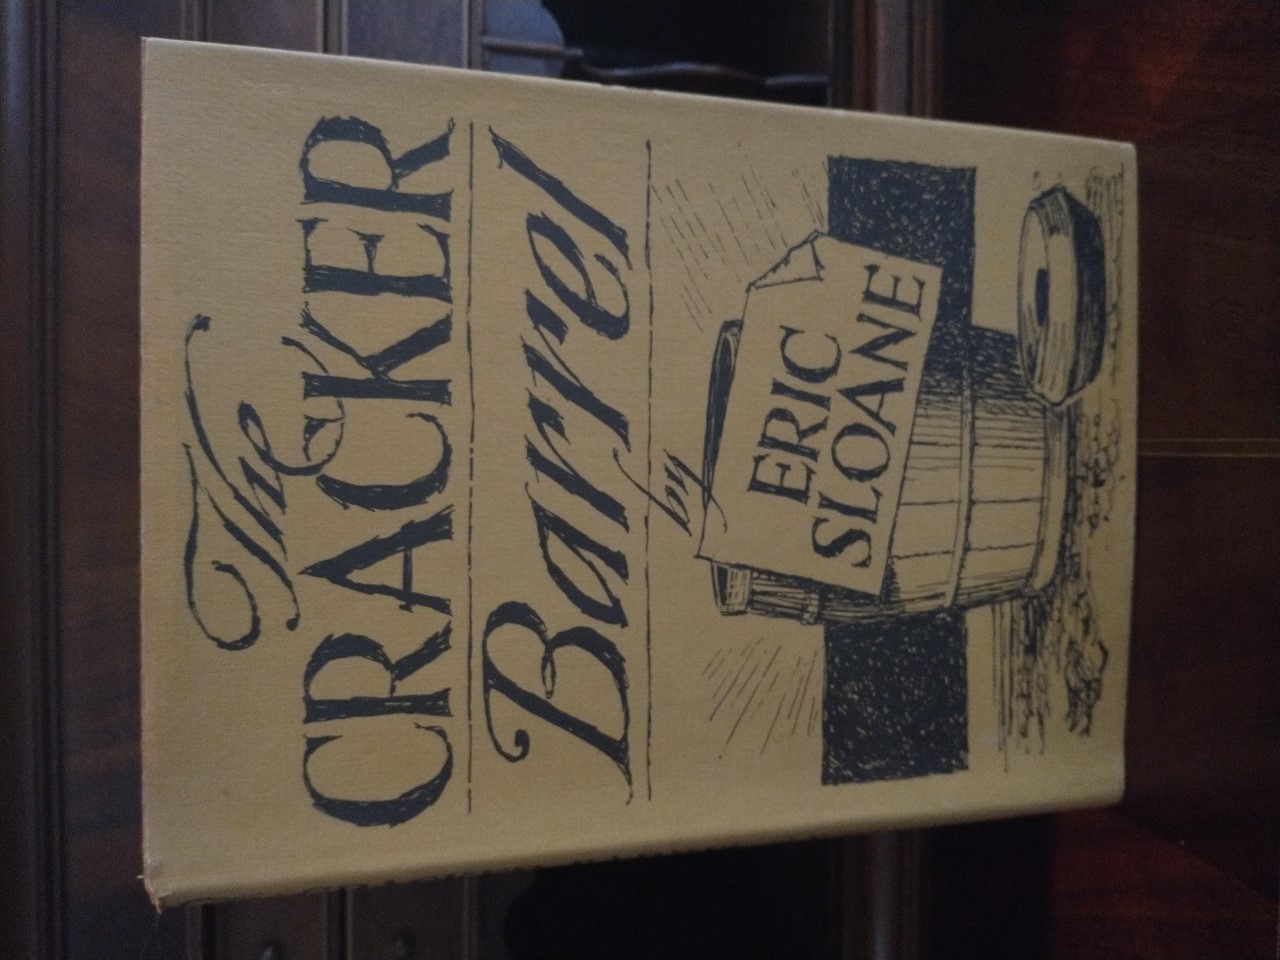 The
CRACKER
Barrel
by
ERIC
SLOANE